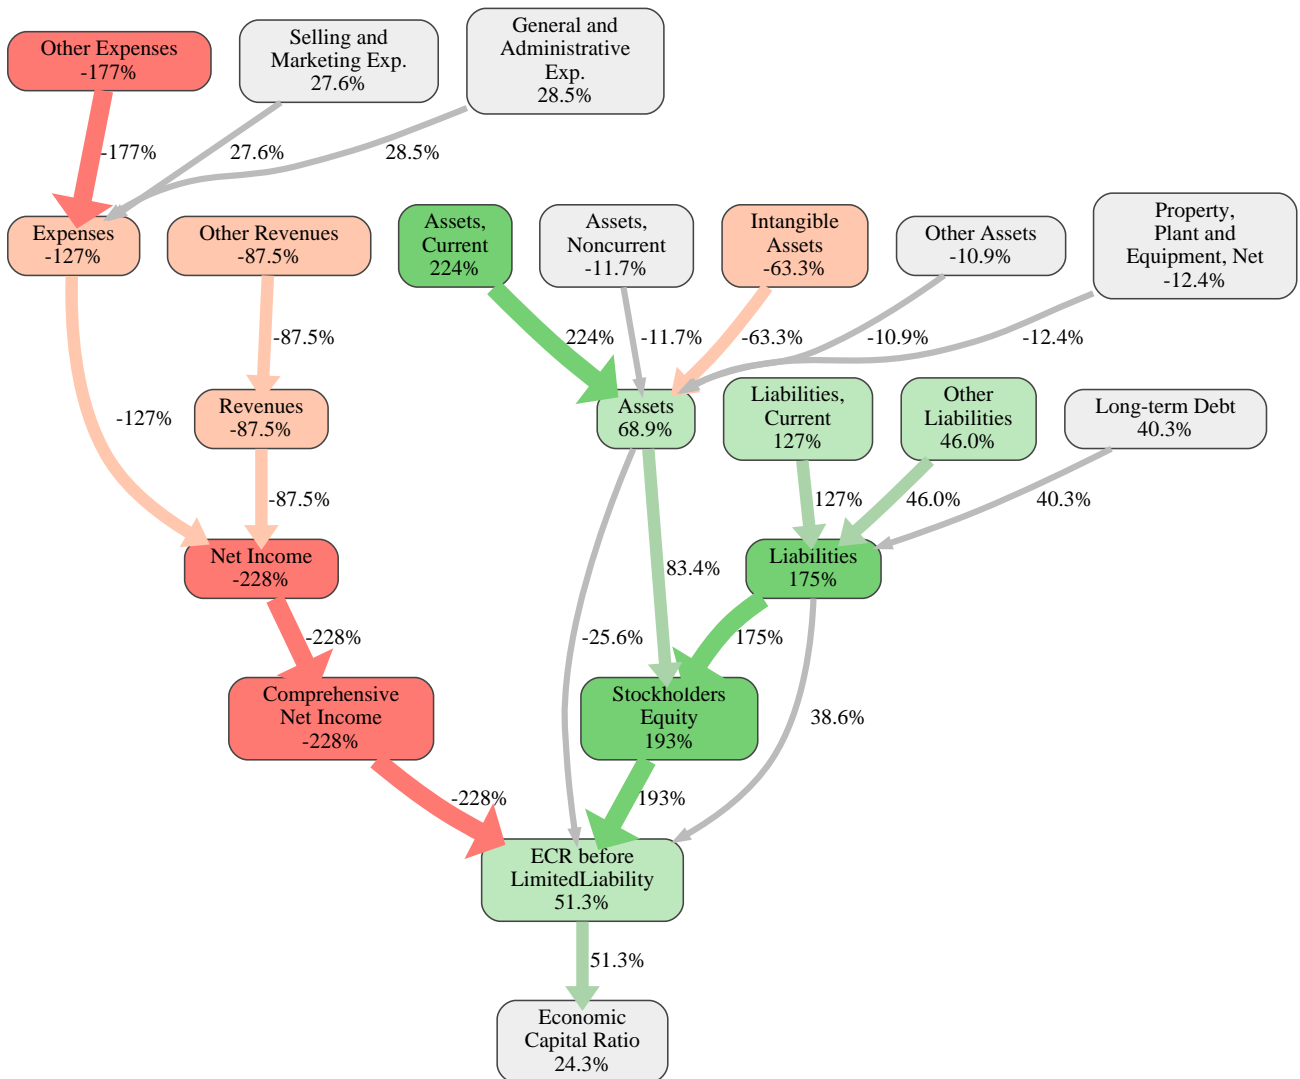 Other Expenses
-177%
Selling and
Marketing Exp.
27.6%
General and
Administrative
Exp.
28.5%
-177%
27.6%
28.5%
Expenses
-127%
Other Revenues
-87.5%
Assets,
Current
224%
Assets,
Noncurrent
-11.7%
Intangible
Assets
-63.3%
Other Assets
-10.9%
Property,
Plant and
Equipment, Net
-12.4%
-87.5%
224%
-11.7%
-63.3%
-10.9%
-12.4%
-127%
Revenues
-87.5%
Assets
68.9%
Liabilities,
Current
127%
Other
Liabilities
46.0%
Long-term Debt
40.3%
-87.5%
127%
46.0%
40.3%
Net Income
-228%
83.4%
Liabilities
175%
-228%
-25.6%
175%
Comprehensive
Net Income
-228%
Stockholders
Equity
193%
38.6%
-228%
193%
ECR before
LimitedLiability
51.3%
51.3%
Economic
Capital Ratio
24.3%